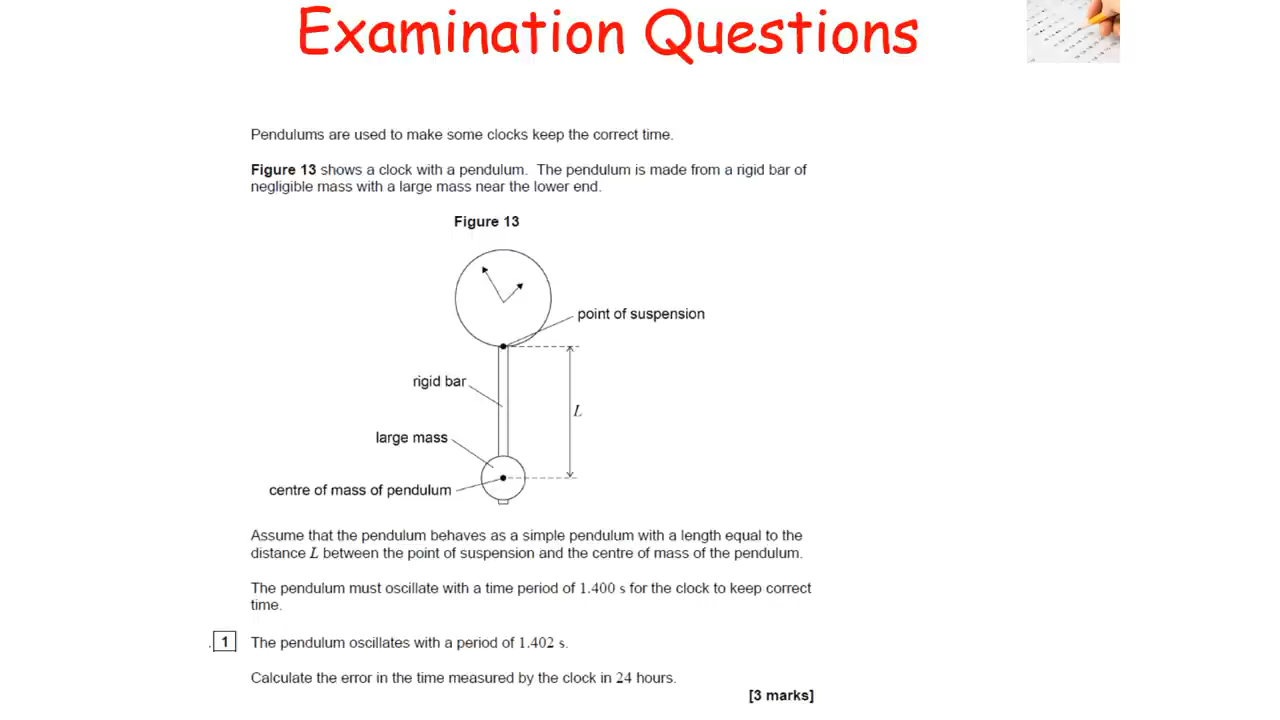 Examination Questions
Pendulums are used to make some clocks keep the correct time.
Figure 13 shows a clock with a pendulum. The pendulum is made from a rigid bar of
negligible mass with a large mass near the lower end.
Figure 13
point of suspension
rigid bar
L
large mass
centre of mass of pendulum
Assume that the pendulum behaves as a simple pendulum with a length equal to the
distance L between the point of suspension and the centre of mass of the pendulum.
The pendulum must oscillate with a time period of 1.400 s for the clock to keep correct
time.
. 1 The pendulum oscillates with a period of 1.402 s.
Calculate the error in the time measured by the clock in 24 hours.
[3 marks]